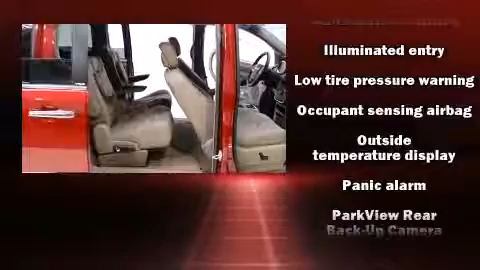 Illuminated entry
Low tire pressure warning
Occupant sensing airbag
Outside
temperature display
Panic alarm
ParkView Rear
Back-Up Camera